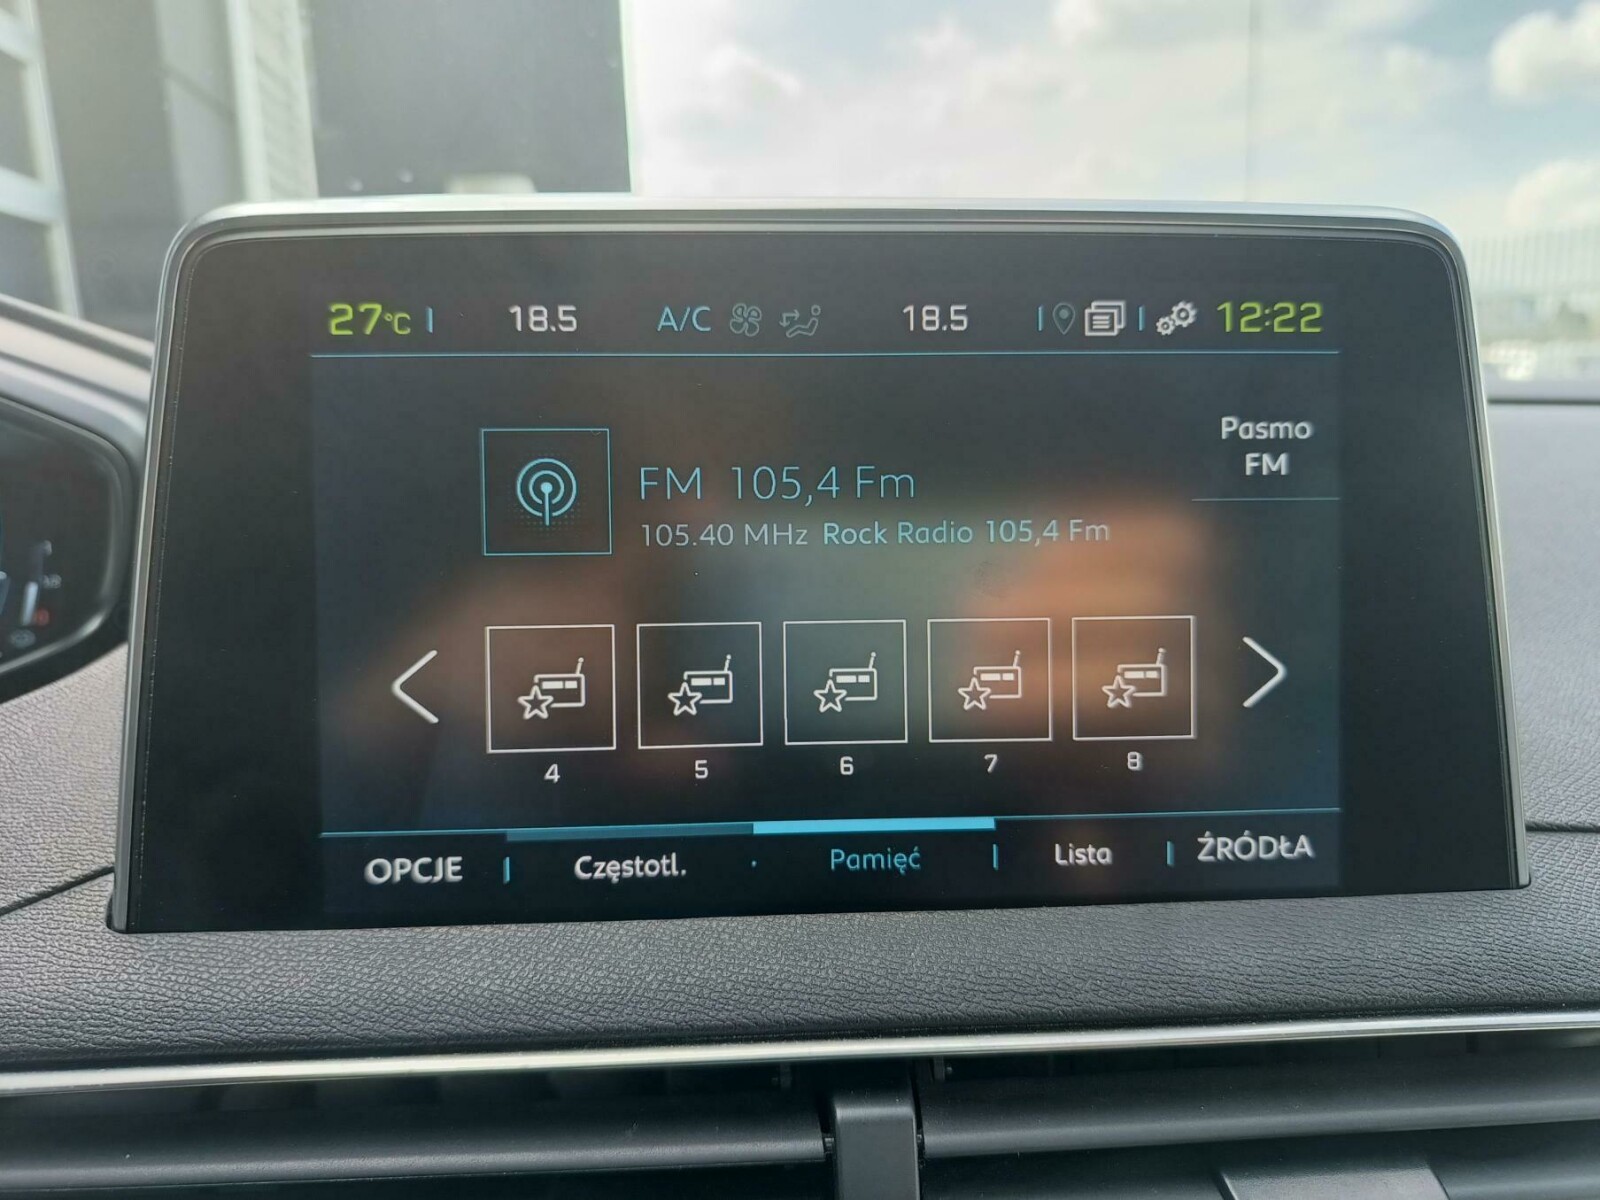 27°C 18.5 A/C 18.5 12:22
Pasmo
FM
FM 105,4 Fm
105.40 MHz Rock Radio 105,4 Fm
4 5 6 7 8
OPCJE Częstotl. Pamięć Lista ŹRÓDŁA